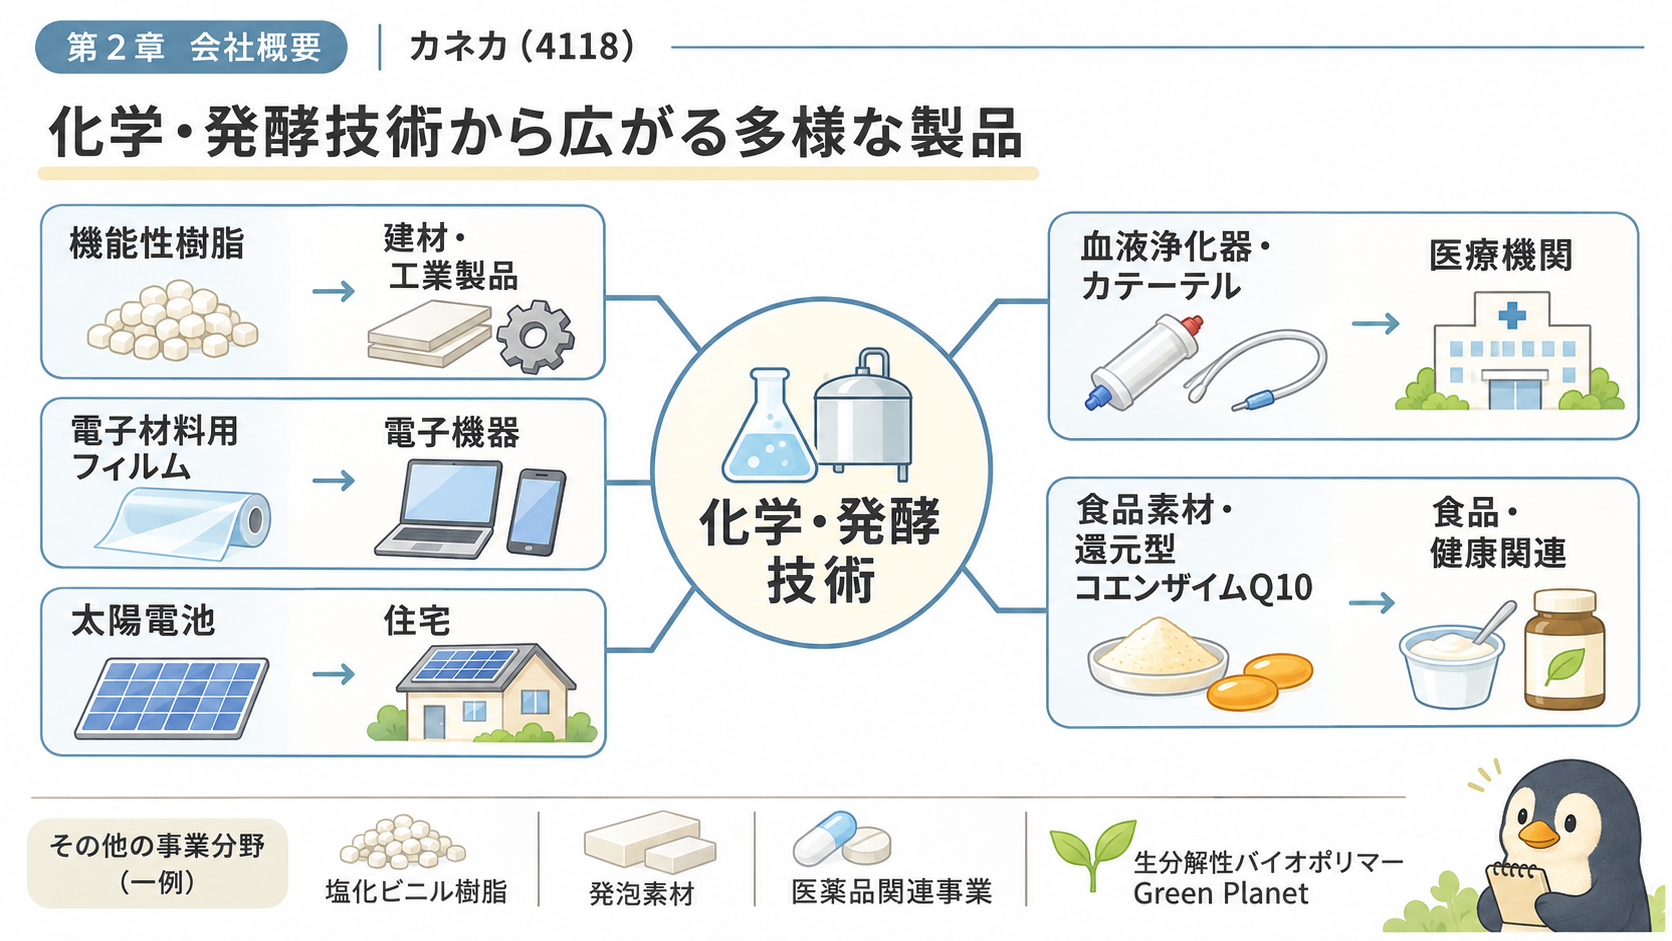 第２章 会社概要
カネカ（4118）
化学・発酵技術から広がる多様な製品
機能性樹脂
建材・
工業製品
電子材料用
フィルム
電子機器
太陽電池
住宅
化学・発酵
技術
血液浄化器・
カテーテル
医療機関
食品素材・
還元型
コエンザイムQ10
食品・
健康関連
その他の事業分野
（一例）
塩化ビニル樹脂
発泡素材
医薬品関連事業
生分解性バイオポリマー
Green Planet